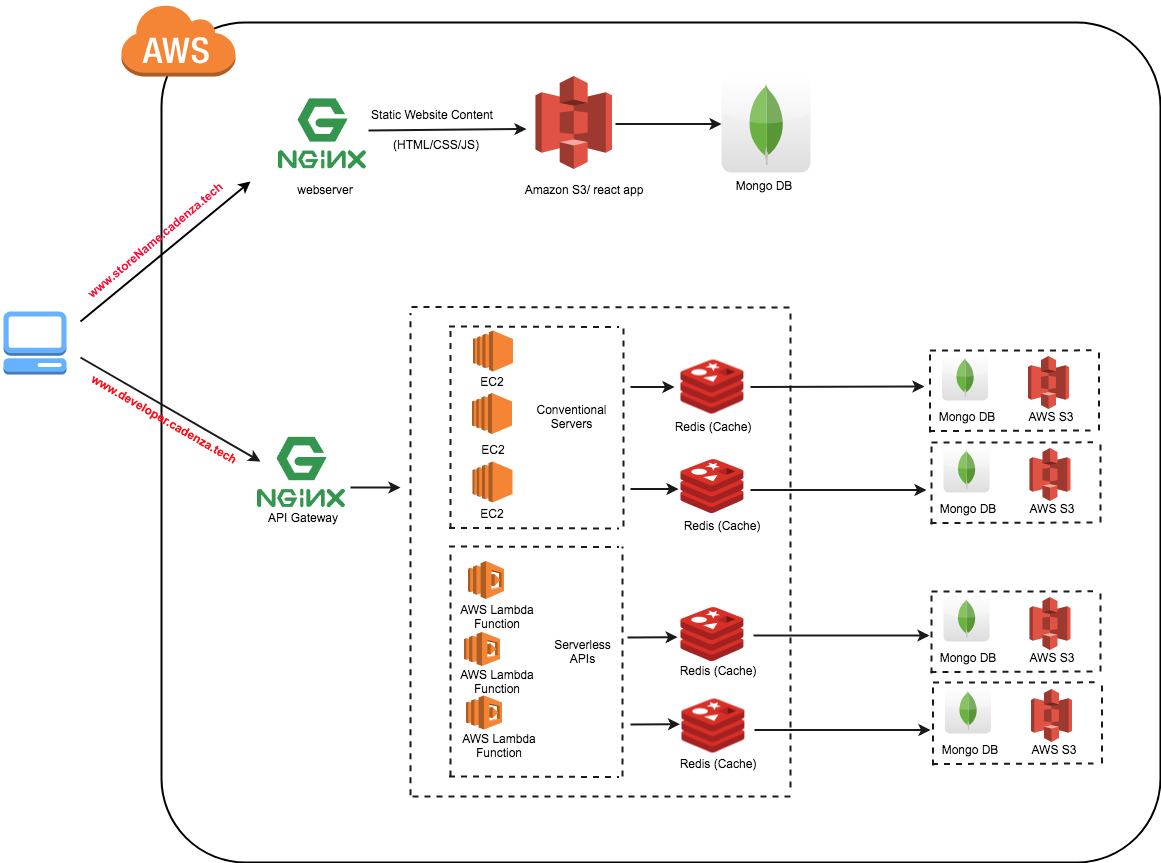 AWS
NGINX
webserver
Static Website Content
(HTML/CSS/JS)
Amazon S3/ react app
Mongo DB
www.storeName.cadenza.tech
www.developer.cadenza.tech
NGINX
API Gateway
EC2
EC2
EC2
Conventional
Servers
Redis (Cache)
Redis (Cache)
Mongo DB
AWS S3
Mongo DB
AWS S3
AWS Lambda
Function
AWS Lambda
Function
AWS Lambda
Function
Serverless
APIs
Redis (Cache)
Redis (Cache)
Mongo DB
AWS S3
Mongo DB
AWS S3